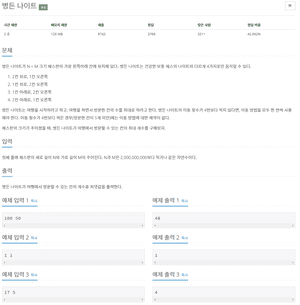 병든 나이트
시간 제한 메모리 제한 제출 정답 맞힌 사람 정답 비율
문제
병든 나이트가 N × M 크기 체스판의 가장 왼쪽아래 칸에 위치해 있다. 병든 나이트는 건강한 보통 체스의 나이트와 다르게 4가지로만 움직일 수 있다.
1. 2칸 위로, 1칸 오른쪽
2. 1칸 위로, 2칸 오른쪽
3. 1칸 아래로, 2칸 오른쪽
4. 2칸 아래로, 1칸 오른쪽
병든 나이트는 여행을 시작하려고 하고, 여행을 하면서 방문한 칸의 수를 최대로 하려고 한다. 병든 나이트의 이동 횟수가 4번보다 적지 않다면, 이동 방법을 모두 한 번씩 사용
해야 한다. 이동 횟수가 4번보다 적은 경우(방문한 칸이 5개 미만)에는 이동 방법에 대한 제약이 없다.
체스판의 크기가 주어졌을 때, 병든 나이트가 여행에서 방문할 수 있는 칸의 최대 개수를 구해보자.
입력
첫째 줄에 체스판의 세로 길이 N와 가로 길이 M이 주어진다. N과 M은 2,000,000,000보다 작거나 같은 자연수이다.
출력
병든 나이트가 여행에서 방문할 수 있는 칸의 개수중 최댓값을 출력한다.
예제 입력 1 복사 예제 출력 1 복사
100 50 48
예제 입력 2 복사 예제 출력 2 복사
1 1 1
예제 입력 3 복사 예제 출력 3 복사
17 5 4